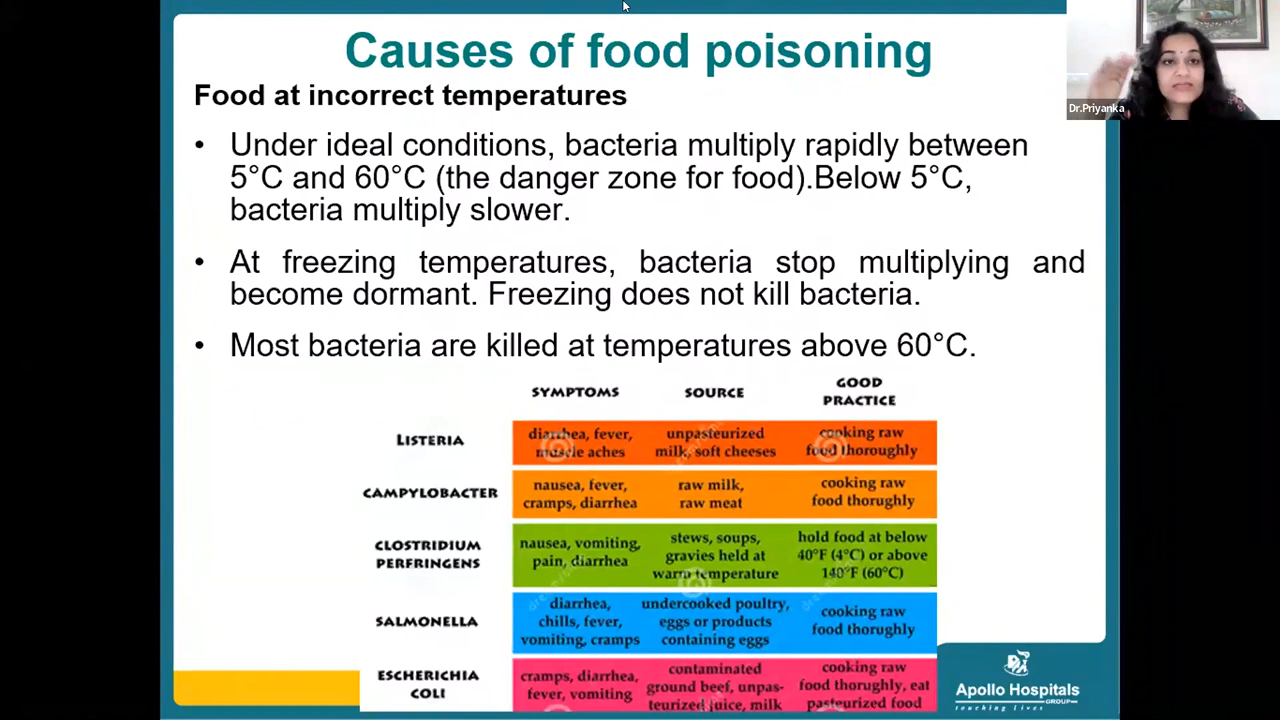 Causes of food poisoning
Food at incorrect temperatures
• Under ideal conditions, bacteria multiply rapidly between
5°C and 60°C (the danger zone for food).Below 5°C,
bacteria multiply slower.
• At freezing temperatures, bacteria stop multiplying and
become dormant. Freezing does not kill bacteria.
• Most bacteria are killed at temperatures above 60°C.
SYMPTOMS
SOURCE
GOOD
PRACTICE
LISTERIA
diarrhea, fever,
muscle aches
unpasteurized
milk, soft cheeses
cooking raw
food thoroughly
CAMPYLOBACTER
nausea, fever,
cramps, diarrhea
raw milk,
raw meat
cooking raw
food thorughly
CLOSTRIDIUM
PERFRINGENS
nausea, vomiting,
pain, diarrhea
stews, soups,
gravies held at
warm temperature
hold food at below
40°F (4°C) or above
140°F (60°C)
SALMONELLA
diarrhea,
chills, fever,
vomiting, cramps
undercooked poultry,
eggs or products
containing eggs
cooking raw
food thorughly
ESCHERICHIA
COLI
cramps, diarrhea,
fever, vomiting
contaminated
ground beef, unpas-
teurized juice, milk
cooking raw
food thorughly, eat
pasteurized food
Dr.Priyanka
Apollo Hospitals
GROUP
touching lives